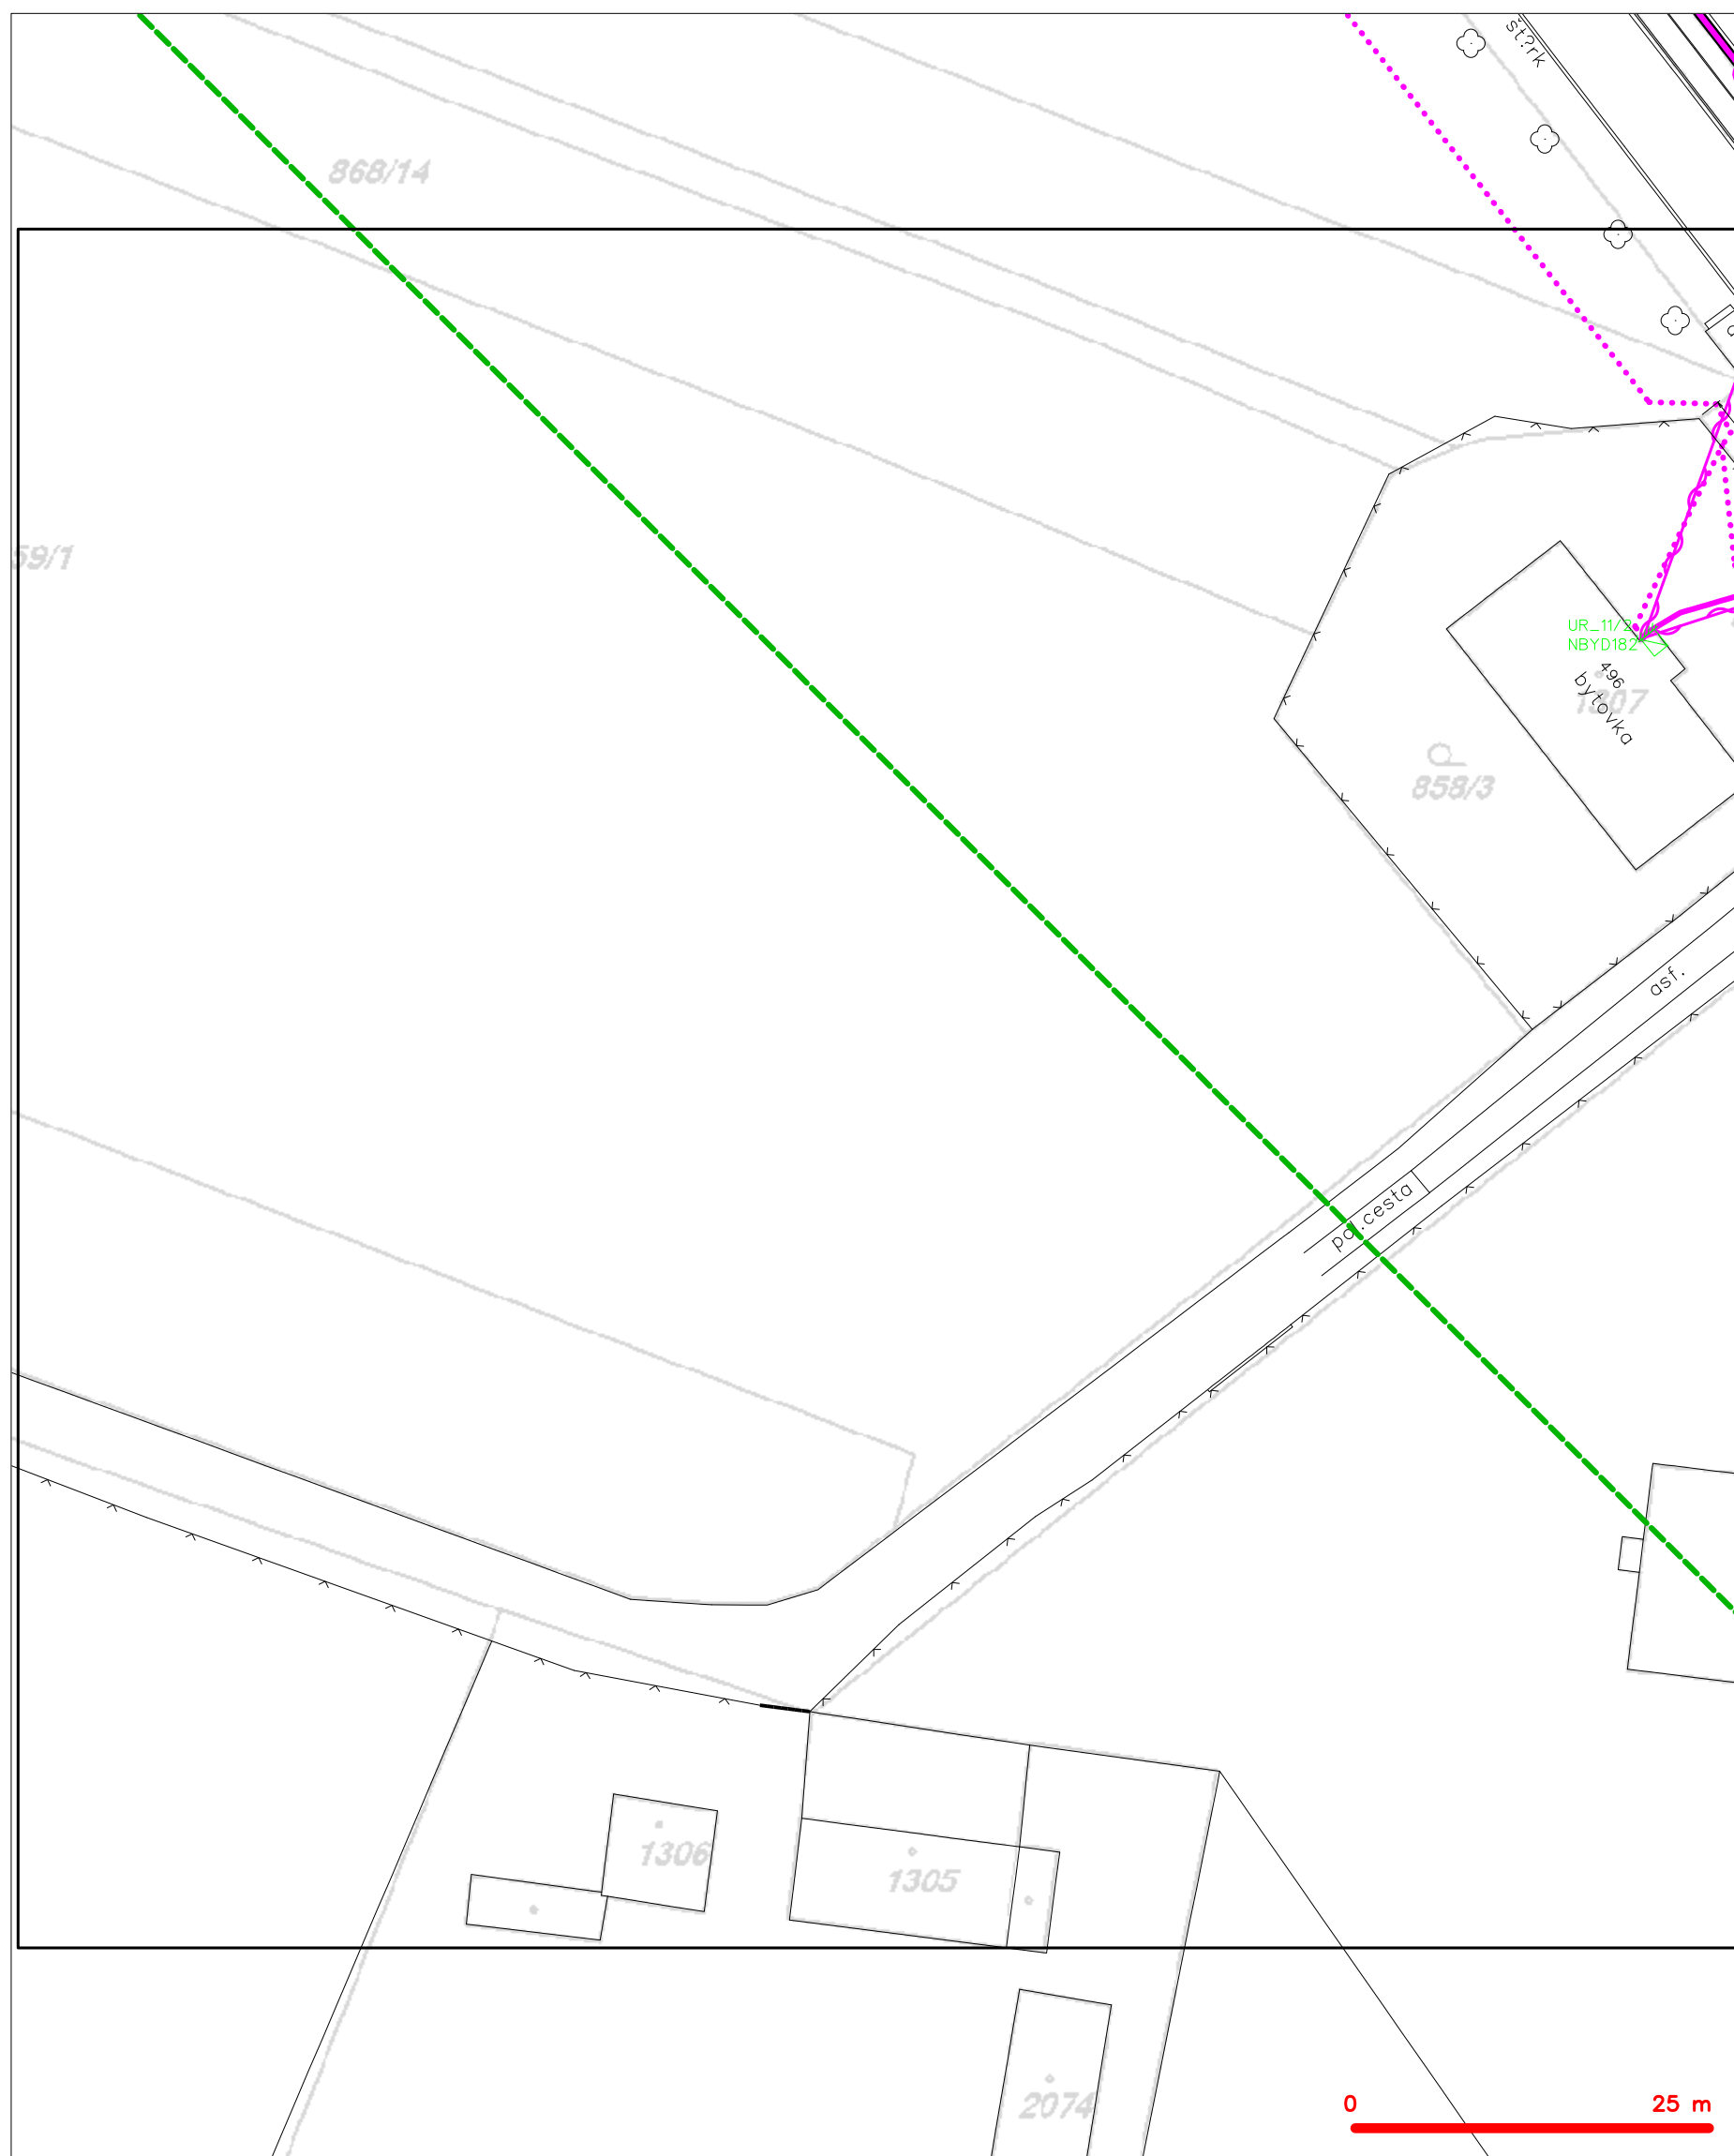 st?rk
868/14
59/1
UR_11/2
NBYD182
496
bytovka
1307
858/3
asf.
po.cesta
1306
1305
2074
0 25 m